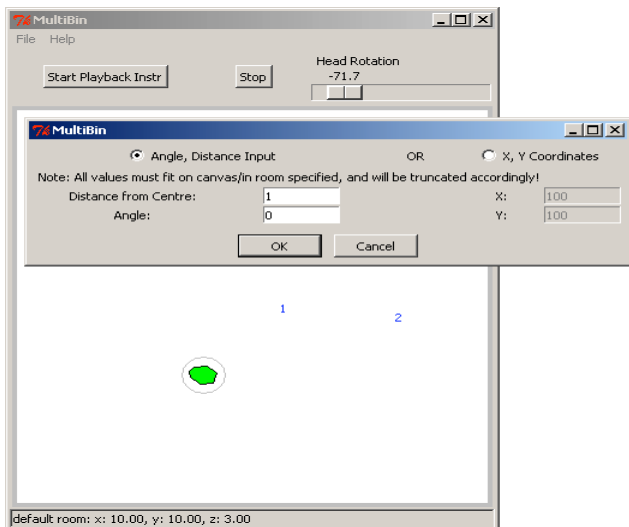 MultiBin
File Help
Head Rotation
Start Playback Instr Stop -71.7
MultiBin
Angle, Distance Input OR X, Y Coordinates
Note: All values must fit on canvas/in room specified, and will be truncated accordingly!
Distance from Centre: 1 X: 100
Angle: 0 Y: 100
OK Cancel
1
2
default room: x: 10.00, y: 10.00, z: 3.00